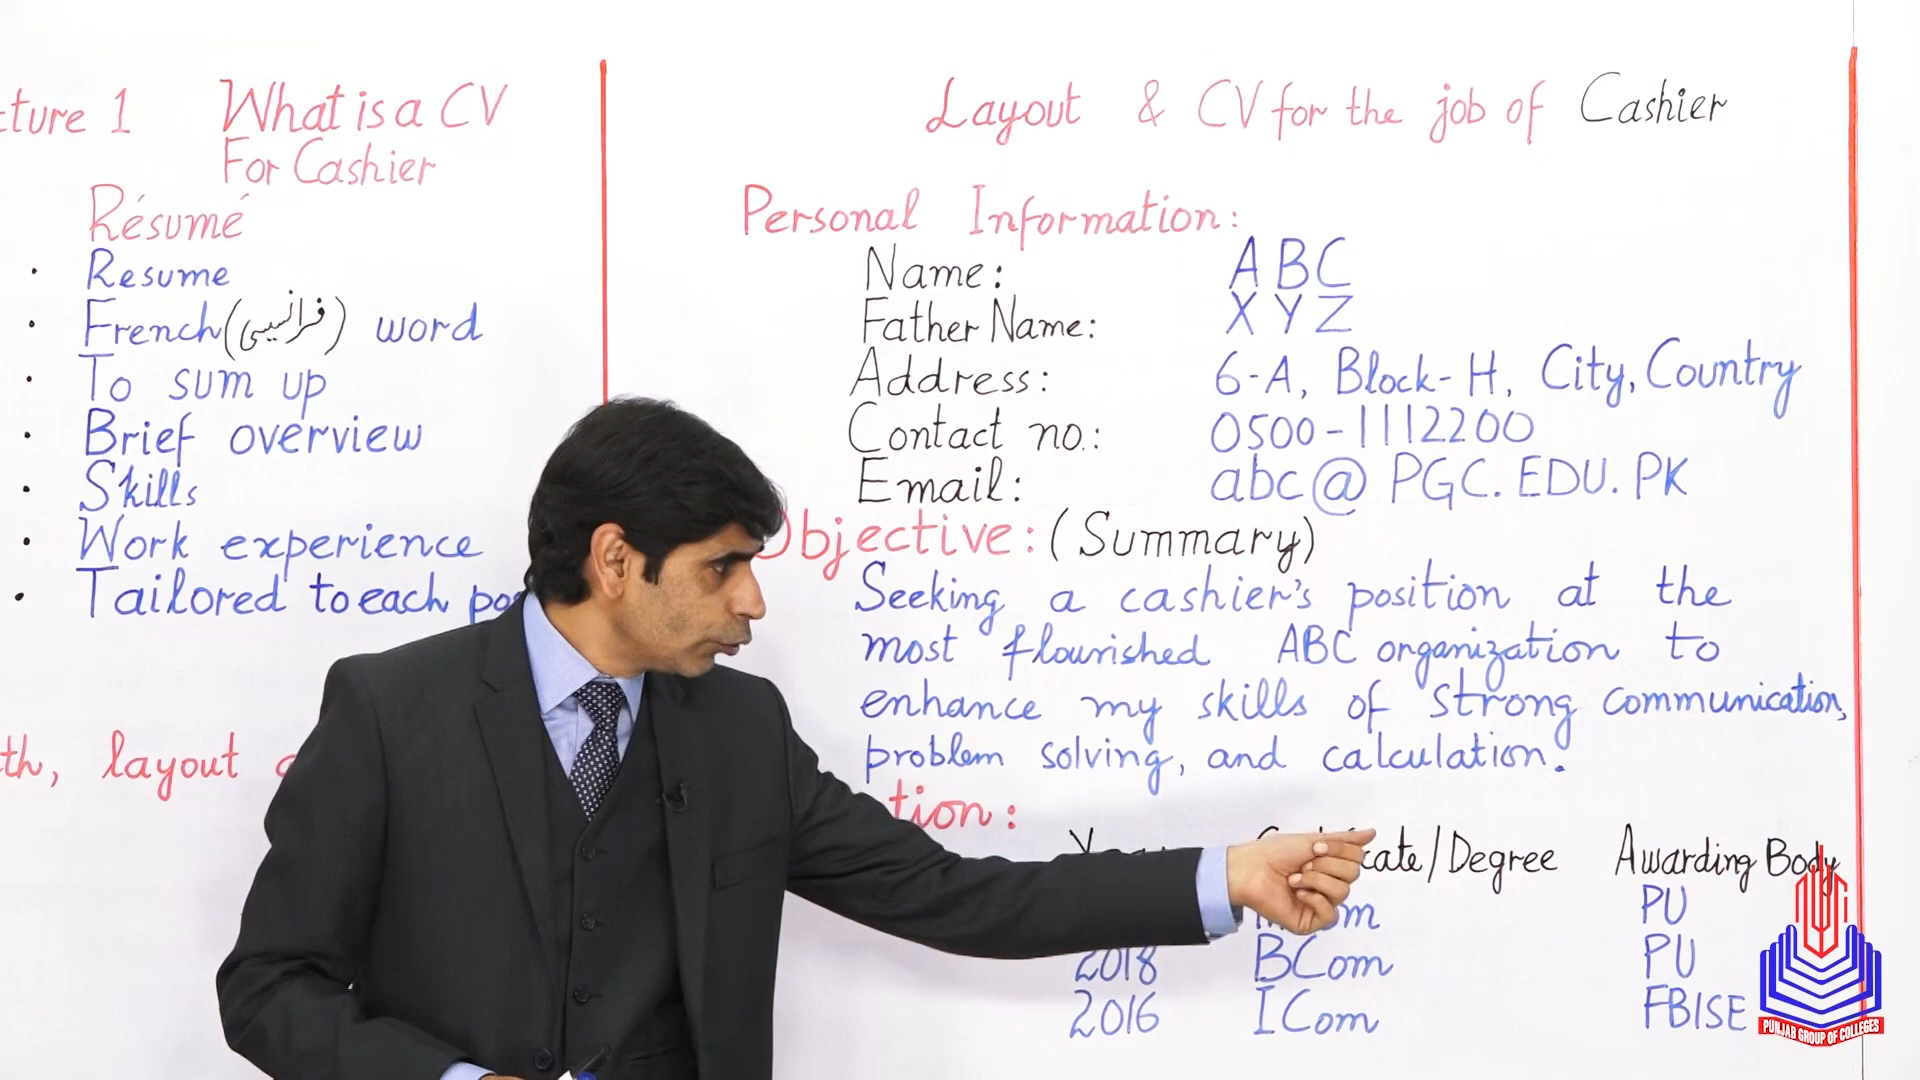 cture 1 What is a CV
For Cashier
Résumé
• Resume
• French (فرانسیسی) word
• To sum up
• Brief overview
• Skills
• Work experience
• Tailored to each
th, layout
Layout & CV for the job of Cashier
Personal Information:
Name: ABC
Father Name: XYZ
Address: 6-A, Block-H, City, Country
Contact no.: 0500-1112200
Email: abc@PGC.EDU.PK
Objective: (Summary)
Seeking a cashier's position at the
most flourished ABC organization to
enhance my skills of strong communication,
problem solving, and calculation.
tion:
cate/Degree Awarding Body
PU
2018 BCom PU
2016 ICom FBISE
PUNJAB GROUP OF COLLEGES